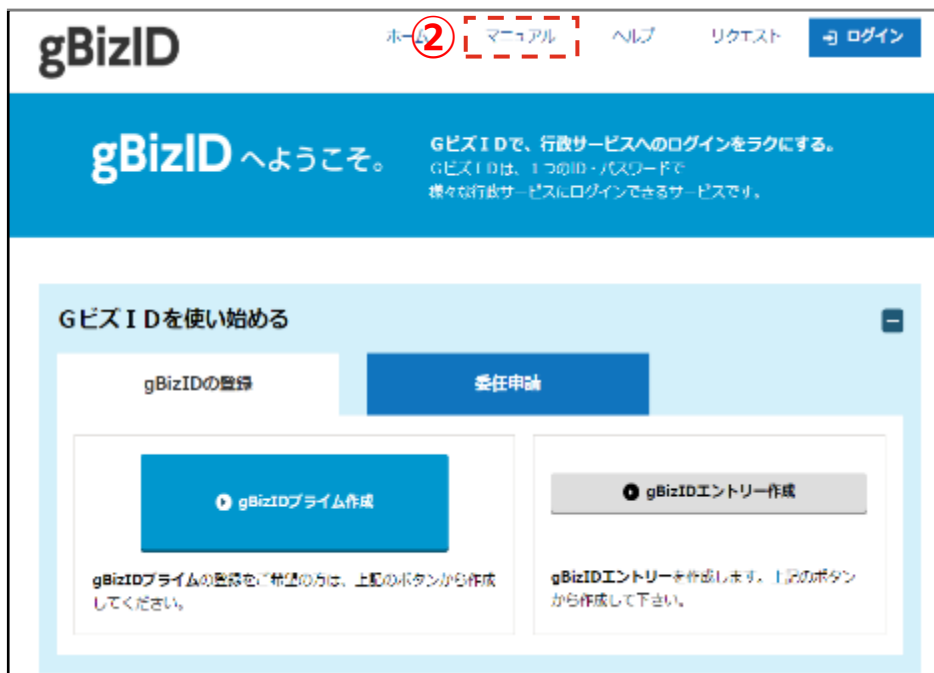 gBizID
ホーム ② マニュアル ヘルプ リクエスト ログイン
gBizID へようこそ。
GビズIDで、行政サービスへのログインをラクにする。
GビズIDは、1つのID・パスワードで
様々な行政サービスにログインできるサービスです。
GビズIDを使い始める
gBizIDの登録 委任申請
gBizIDプライム作成
gBizIDプライムの登録をご希望の方は、上記のボタンから作成
してください。
gBizIDエントリー作成
gBizIDエントリーを作成します。上記のボタン
から作成して下さい。